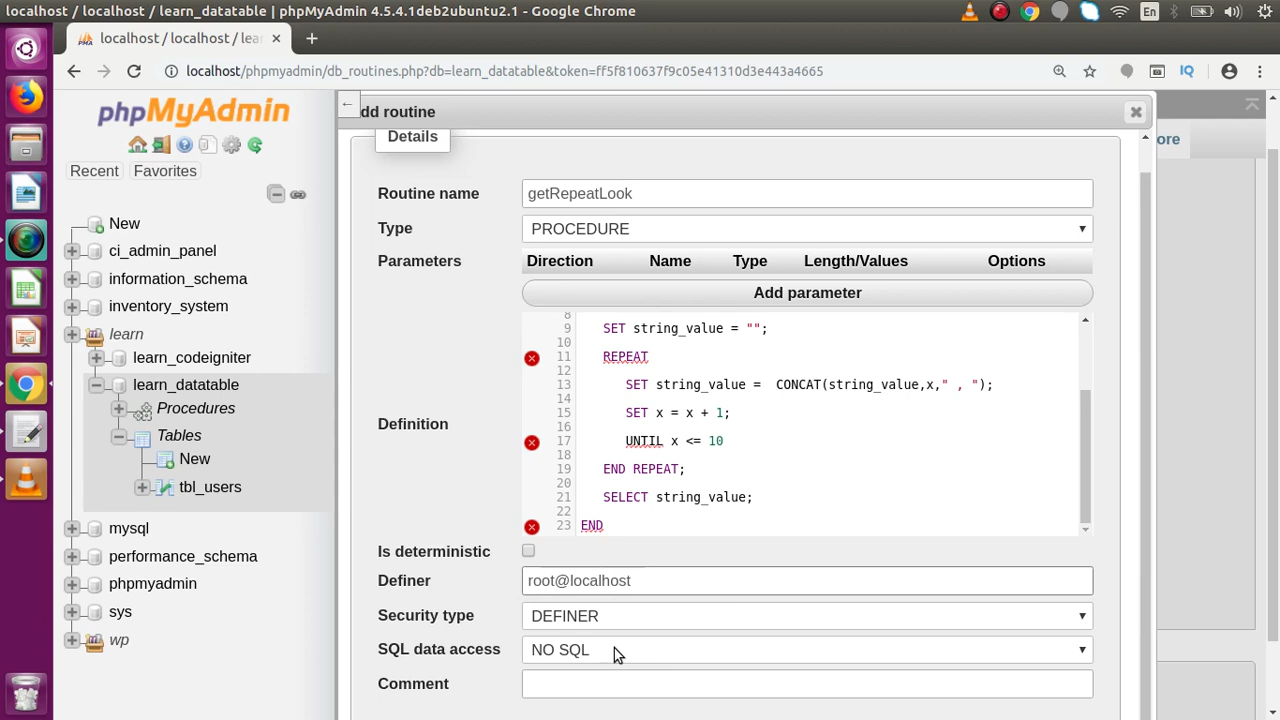 localhost / localhost / learn_datatable | phpMyAdmin 4.5.4.1deb2ubuntu2.1 - Google Chrome
En
localhost / localhost / lea
localhost/phpmyadmin/db_routines.php?db=learn_datatable&token=ff5f810637f9c05e41310d3e443a4665
IQ
phpMyAdmin
Recent
Favorites
New
ci_admin_panel
information_schema
inventory_system
learn
learn_codeigniter
learn_datatable
Procedures
Tables
New
tbl_users
mysql
performance_schema
phpmyadmin
sys
wp
dd routine
ore
Details
Routine name
getRepeatLook
Type
PROCEDURE
Parameters
Direction Name Type Length/Values Options
Add parameter
Definition
8
9 SET string_value = "";
10
11 REPEAT
12
13 SET string_value = CONCAT(string_value,x," , ");
14
15 SET x = x + 1;
16
17 UNTIL x <= 10
18
19 END REPEAT;
20
21 SELECT string_value;
22
23 END
Is deterministic
Definer
root@localhost
Security type
DEFINER
SQL data access
NO SQL
Comment